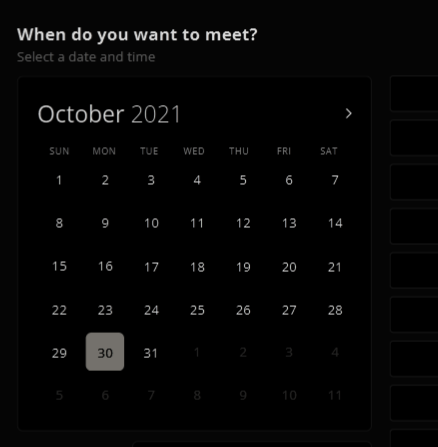 When do you want to meet?
Select a date and time
October 2021 >
SUN MON TUE WED THU FRI SAT
1 2 3 4 5 6 7
8 9 10 11 12 13 14
15 16 17 18 19 20 21
22 23 24 25 26 27 28
29 30 31 1 2 3 4
5 6 7 8 9 10 11